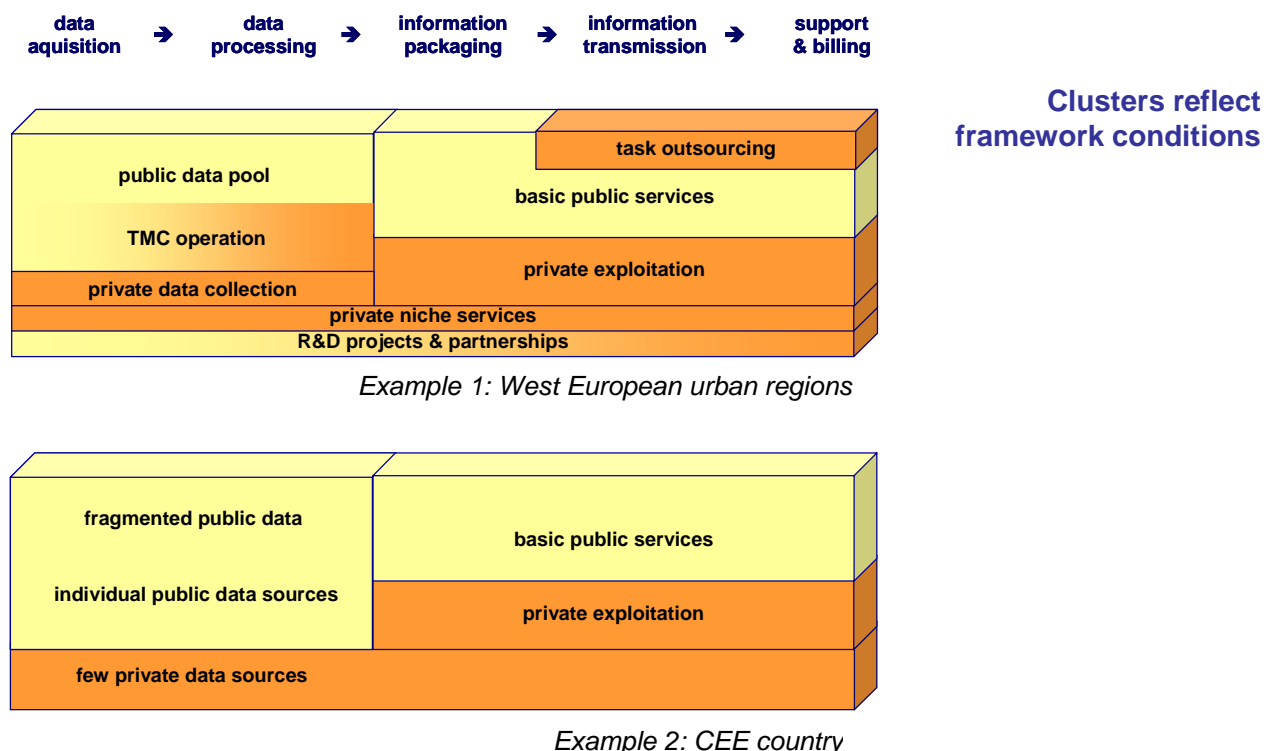 data aquisition ➔ data processing ➔ information packaging ➔ information transmission ➔ support & billing
Clusters reflect
framework conditions
task outsourcing
public data pool
basic public services
TMC operation
private exploitation
private data collection
private niche services
R&D projects & partnerships
Example 1: West European urban regions
fragmented public data
basic public services
individual public data sources
private exploitation
few private data sources
Example 2: CEE country